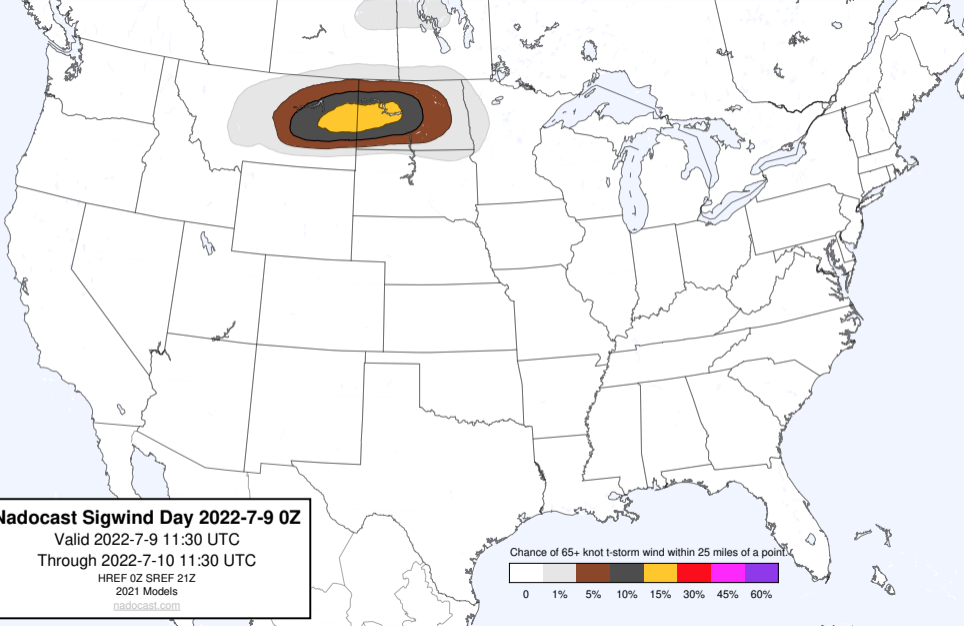 Nadocast Sigwind Day 2022-7-9 0Z
Valid 2022-7-9 11:30 UTC
Through 2022-7-10 11:30 UTC
HREF 0Z SREF 21Z
2021 Models
nadocast.com
Chance of 65+ knot t-storm wind within 25 miles of a point.
0 1% 5% 10% 15% 30% 45% 60%